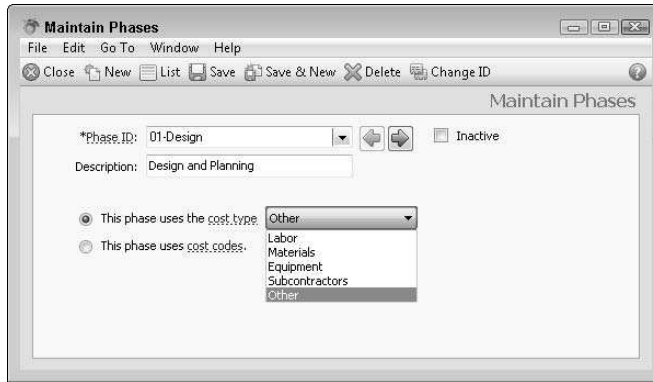 Maintain Phases
File Edit Go To Window Help
Close New List Save Save & New Delete Change ID
Maintain Phases
*Phase ID: 01-Design Inactive
Description: Design and Planning
This phase uses the cost type Other
This phase uses cost codes.
Labor
Materials
Equipment
Subcontractors
Other